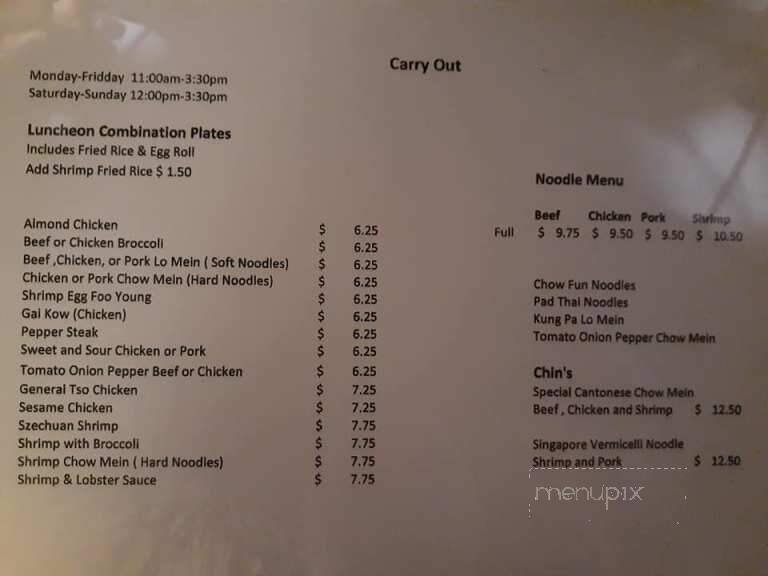 Carry Out
Monday-Fridday 11:00am-3:30pm
Saturday-Sunday 12:00pm-3:30pm
Luncheon Combination Plates
Includes Fried Rice & Egg Roll
Add Shrimp Fried Rice $ 1.50
Almond Chicken $ 6.25
Beef or Chicken Broccoli $ 6.25
Beef ,Chicken, or Pork Lo Mein ( Soft Noodles) $ 6.25
Chicken or Pork Chow Mein (Hard Noodles) $ 6.25
Shrimp Egg Foo Young $ 6.25
Gai Kow (Chicken) $ 6.25
Pepper Steak $ 6.25
Sweet and Sour Chicken or Pork $ 6.25
Tomato Onion Pepper Beef or Chicken $ 6.25
General Tso Chicken $ 7.25
Sesame Chicken $ 7.25
Szechuan Shrimp $ 7.75
Shrimp with Broccoli $ 7.75
Shrimp Chow Mein ( Hard Noodles) $ 7.75
Shrimp & Lobster Sauce $ 7.75
Noodle Menu
Beef Chicken Pork Shrimp
Full $ 9.75 $ 9.50 $ 9.50 $ 10.50
Chow Fun Noodles
Pad Thai Noodles
Kung Pa Lo Mein
Tomato Onion Pepper Chow Mein
Chin's
Special Cantonese Chow Mein
Beef , Chicken and Shrimp $ 12.50
Singapore Vermicelli Noodle
Shrimp and Pork $ 12.50
menupix